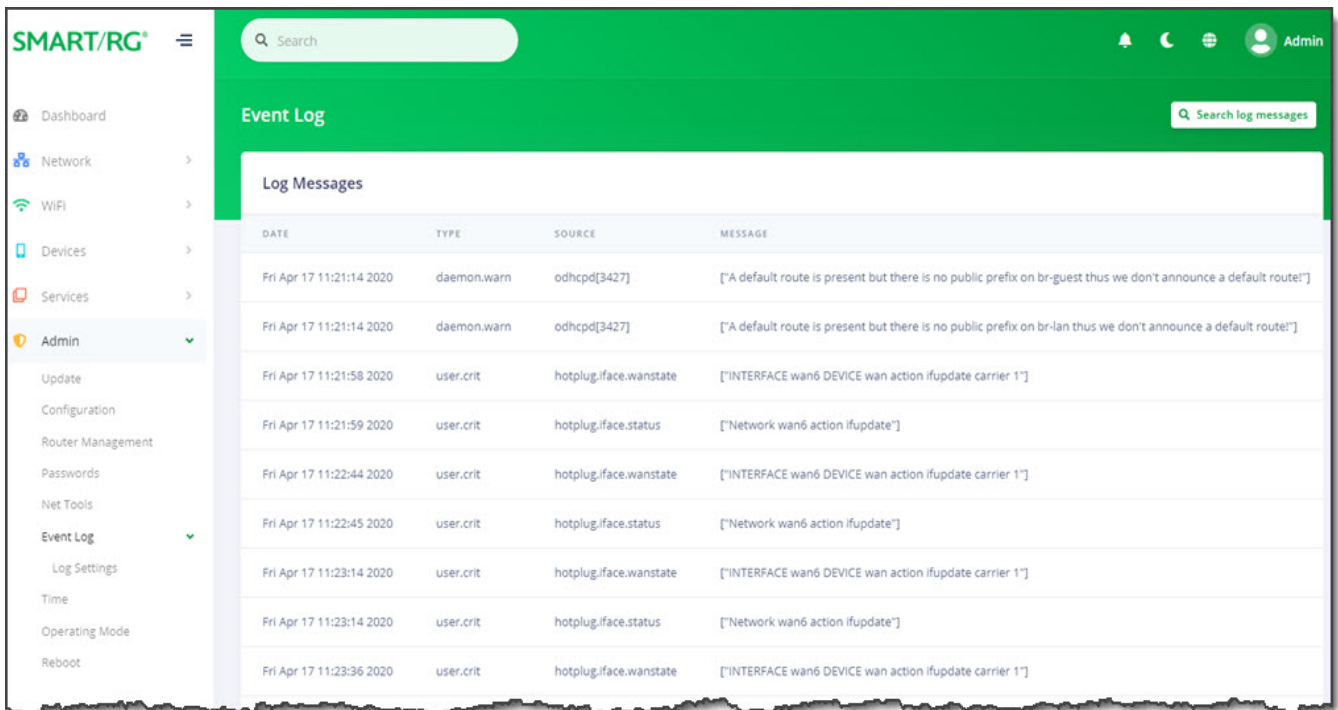 SMART/RG®
Search
Admin
Dashboard
Network
WiFi
Devices
Services
Admin
Update
Configuration
Router Management
Passwords
Net Tools
Event Log
Log Settings
Time
Operating Mode
Reboot
Event Log
Search log messages
Log Messages
DATE TYPE SOURCE MESSAGE
Fri Apr 17 11:21:14 2020 daemon.warn odhcpd[3427] ["A default route is present but there is no public prefix on br-guest thus we don't announce a default route!"]
Fri Apr 17 11:21:14 2020 daemon.warn odhcpd[3427] ["A default route is present but there is no public prefix on br-lan thus we don't announce a default route!"]
Fri Apr 17 11:21:58 2020 user.crit hotplug.iface.wanstate ["INTERFACE wan6 DEVICE wan action ifupdate carrier 1"]
Fri Apr 17 11:21:59 2020 user.crit hotplug.iface.status ["Network wan6 action ifupdate"]
Fri Apr 17 11:22:44 2020 user.crit hotplug.iface.wanstate ["INTERFACE wan6 DEVICE wan action ifupdate carrier 1"]
Fri Apr 17 11:22:45 2020 user.crit hotplug.iface.status ["Network wan6 action ifupdate"]
Fri Apr 17 11:23:14 2020 user.crit hotplug.iface.wanstate ["INTERFACE wan6 DEVICE wan action ifupdate carrier 1"]
Fri Apr 17 11:23:14 2020 user.crit hotplug.iface.status ["Network wan6 action ifupdate"]
Fri Apr 17 11:23:36 2020 user.crit hotplug.iface.wanstate ["INTERFACE wan6 DEVICE wan action ifupdate carrier 1"]